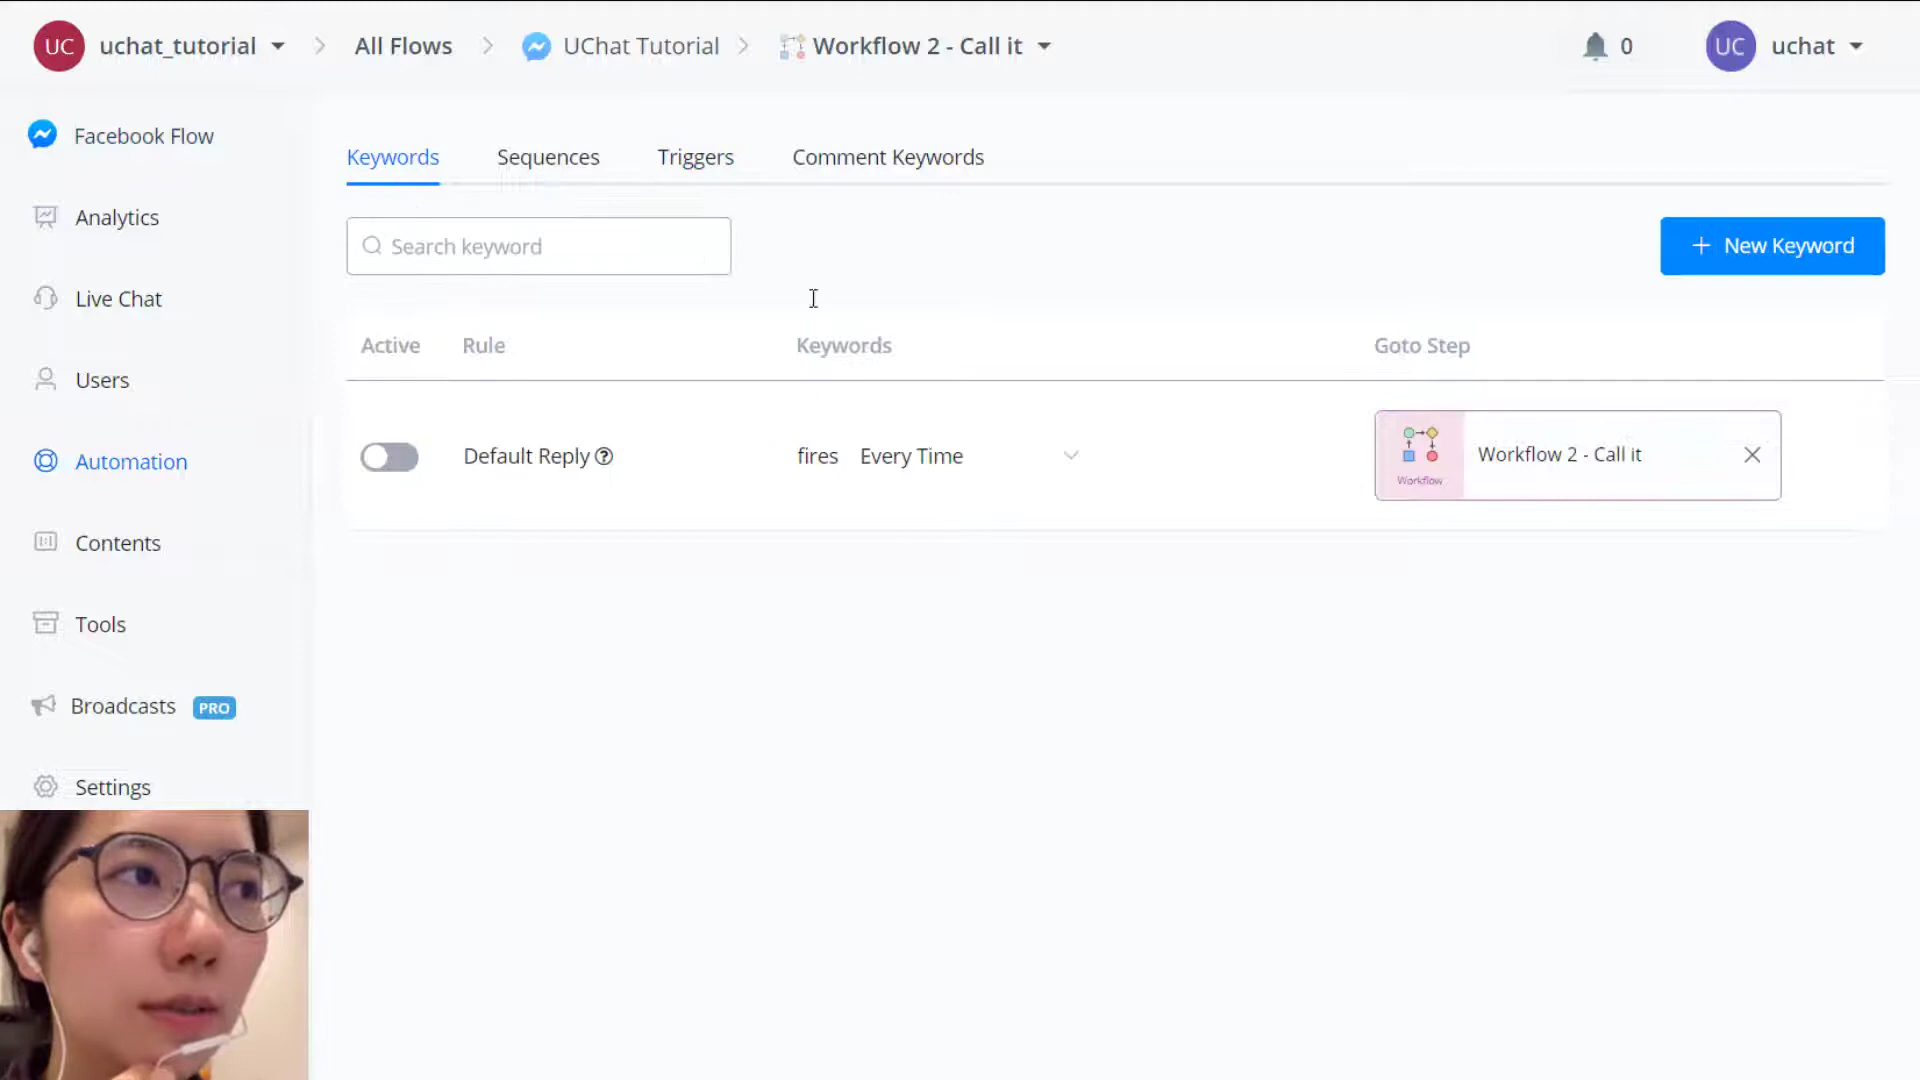 UC uchat_tutorial All Flows UChat Tutorial Workflow 2 - Call it 0 UC uchat
Facebook Flow
Analytics
Live Chat
Users
Automation
Contents
Tools
Broadcasts PRO
Settings
Keywords Sequences Triggers Comment Keywords
Search keyword
+ New Keyword
Active Rule Keywords Goto Step
Default Reply fires Every Time
Workflow
Workflow 2 - Call it